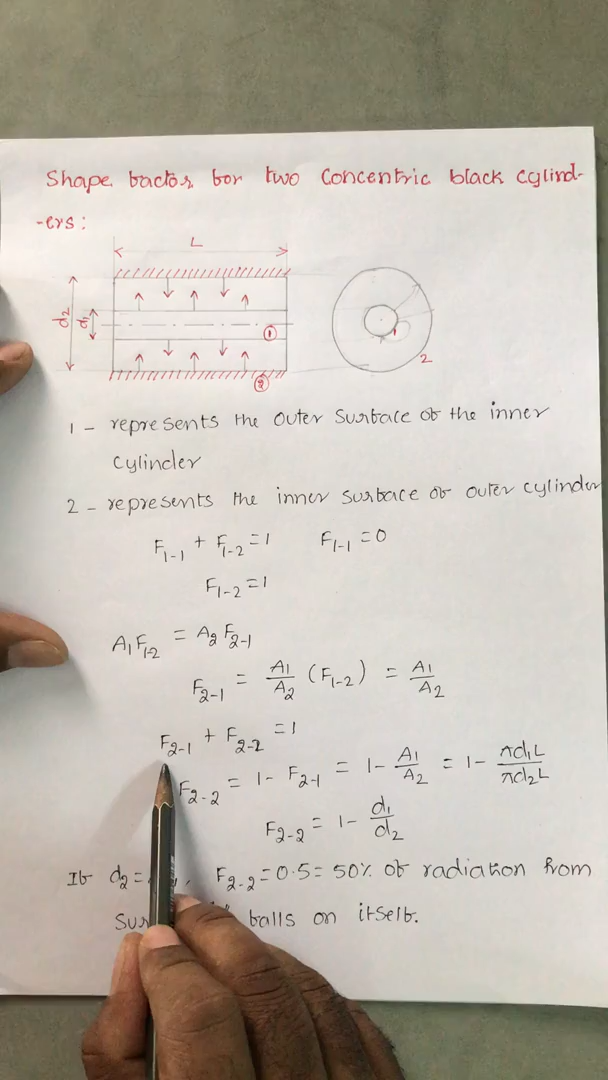 Shape factor for two Concentric black cylind-
-ers:
L
d2
d1
1
2
1
2
1 - represents the outer surface of the inner
cylinder
2 - represents the inner surface of outer cylinder
F1-1 + F1-2 = 1 F1-1 = 0
F1-2 = 1
A1 F1-2 = A2 F2-1
F2-1 = A1/A2 (F1-2) = A1/A2
F2-1 + F2-2 = 1
F2-2 = 1 - F2-1 = 1 - A1/A2 = 1 - πd1L/πd2L
F2-2 = 1 - d1/d2
If d2 = F2-2 = 0.5 = 50% of radiation from
falls on itself.